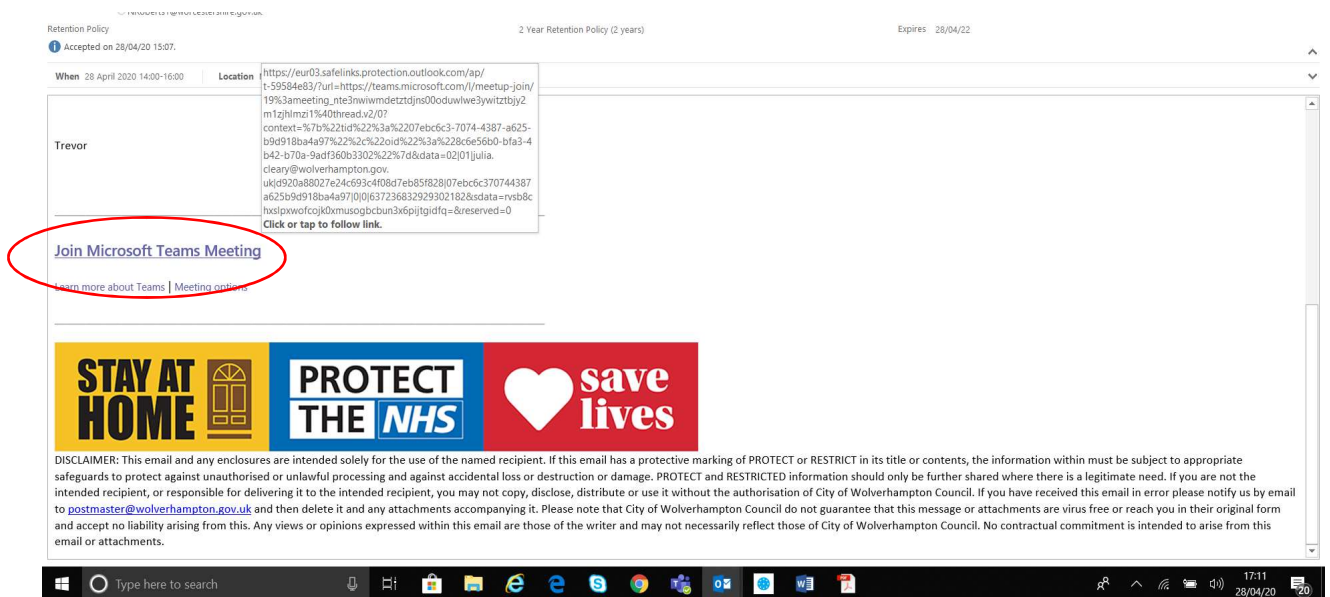 NRoberts1@worcestershire.gov.uk
Retention Policy 2 Year Retention Policy (2 years) Expires 28/04/22
Accepted on 28/04/20 15:07.
When 28 April 2020 14:00-16:00 Location
https://eur03.safelinks.protection.outlook.com/ap/
t-59584e83/?url=https://teams.microsoft.com/l/meetup-join/
19%3ameeting_nte3nwiwmdetztdjns00oduwlwe3ywitztbjy2
m1zjhlmzi1%40thread.v2/0?
context=%7b%22tid%22%3a%2207ebc6c3-7074-4387-a625-
b9d918ba4a97%22%2c%22oid%22%3a%228c6e56b0-bfa3-4
b42-b70a-9adf360b3302%22%7d&data=02|01|julia.
cleary@wolverhampton.gov.
uk|d920a88027e24c693c4f08d7eb85f828|07ebc6c370744387
a625b9d918ba4a97|0|0|637236832929302182&sdata=rvsb8c
hxslpxwofcojk0xmusogbcbun3x6pijtgidfq=&reserved=0
Click or tap to follow link.
Trevor
Join Microsoft Teams Meeting
Learn more about Teams | Meeting options
STAY AT
HOME
PROTECT
THE NHS
save
lives
DISCLAIMER: This email and any enclosures are intended solely for the use of the named recipient. If this email has a protective marking of PROTECT or RESTRICT in its title or contents, the information within must be subject to appropriate
safeguards to protect against unauthorised or unlawful processing and against accidental loss or destruction or damage. PROTECT and RESTRICTED information should only be further shared where there is a legitimate need. If you are not the
intended recipient, or responsible for delivering it to the intended recipient, you may not copy, disclose, distribute or use it without the authorisation of City of Wolverhampton Council. If you have received this email in error please notify us by email
to postmaster@wolverhampton.gov.uk and then delete it and any attachments accompanying it. Please note that City of Wolverhampton Council do not guarantee that this message or attachments are virus free or reach you in their original form
and accept no liability arising from this. Any views or opinions expressed within this email are those of the writer and may not necessarily reflect those of City of Wolverhampton Council. No contractual commitment is intended to arise from this
email or attachments.
Type here to search
17:11
28/04/20
20